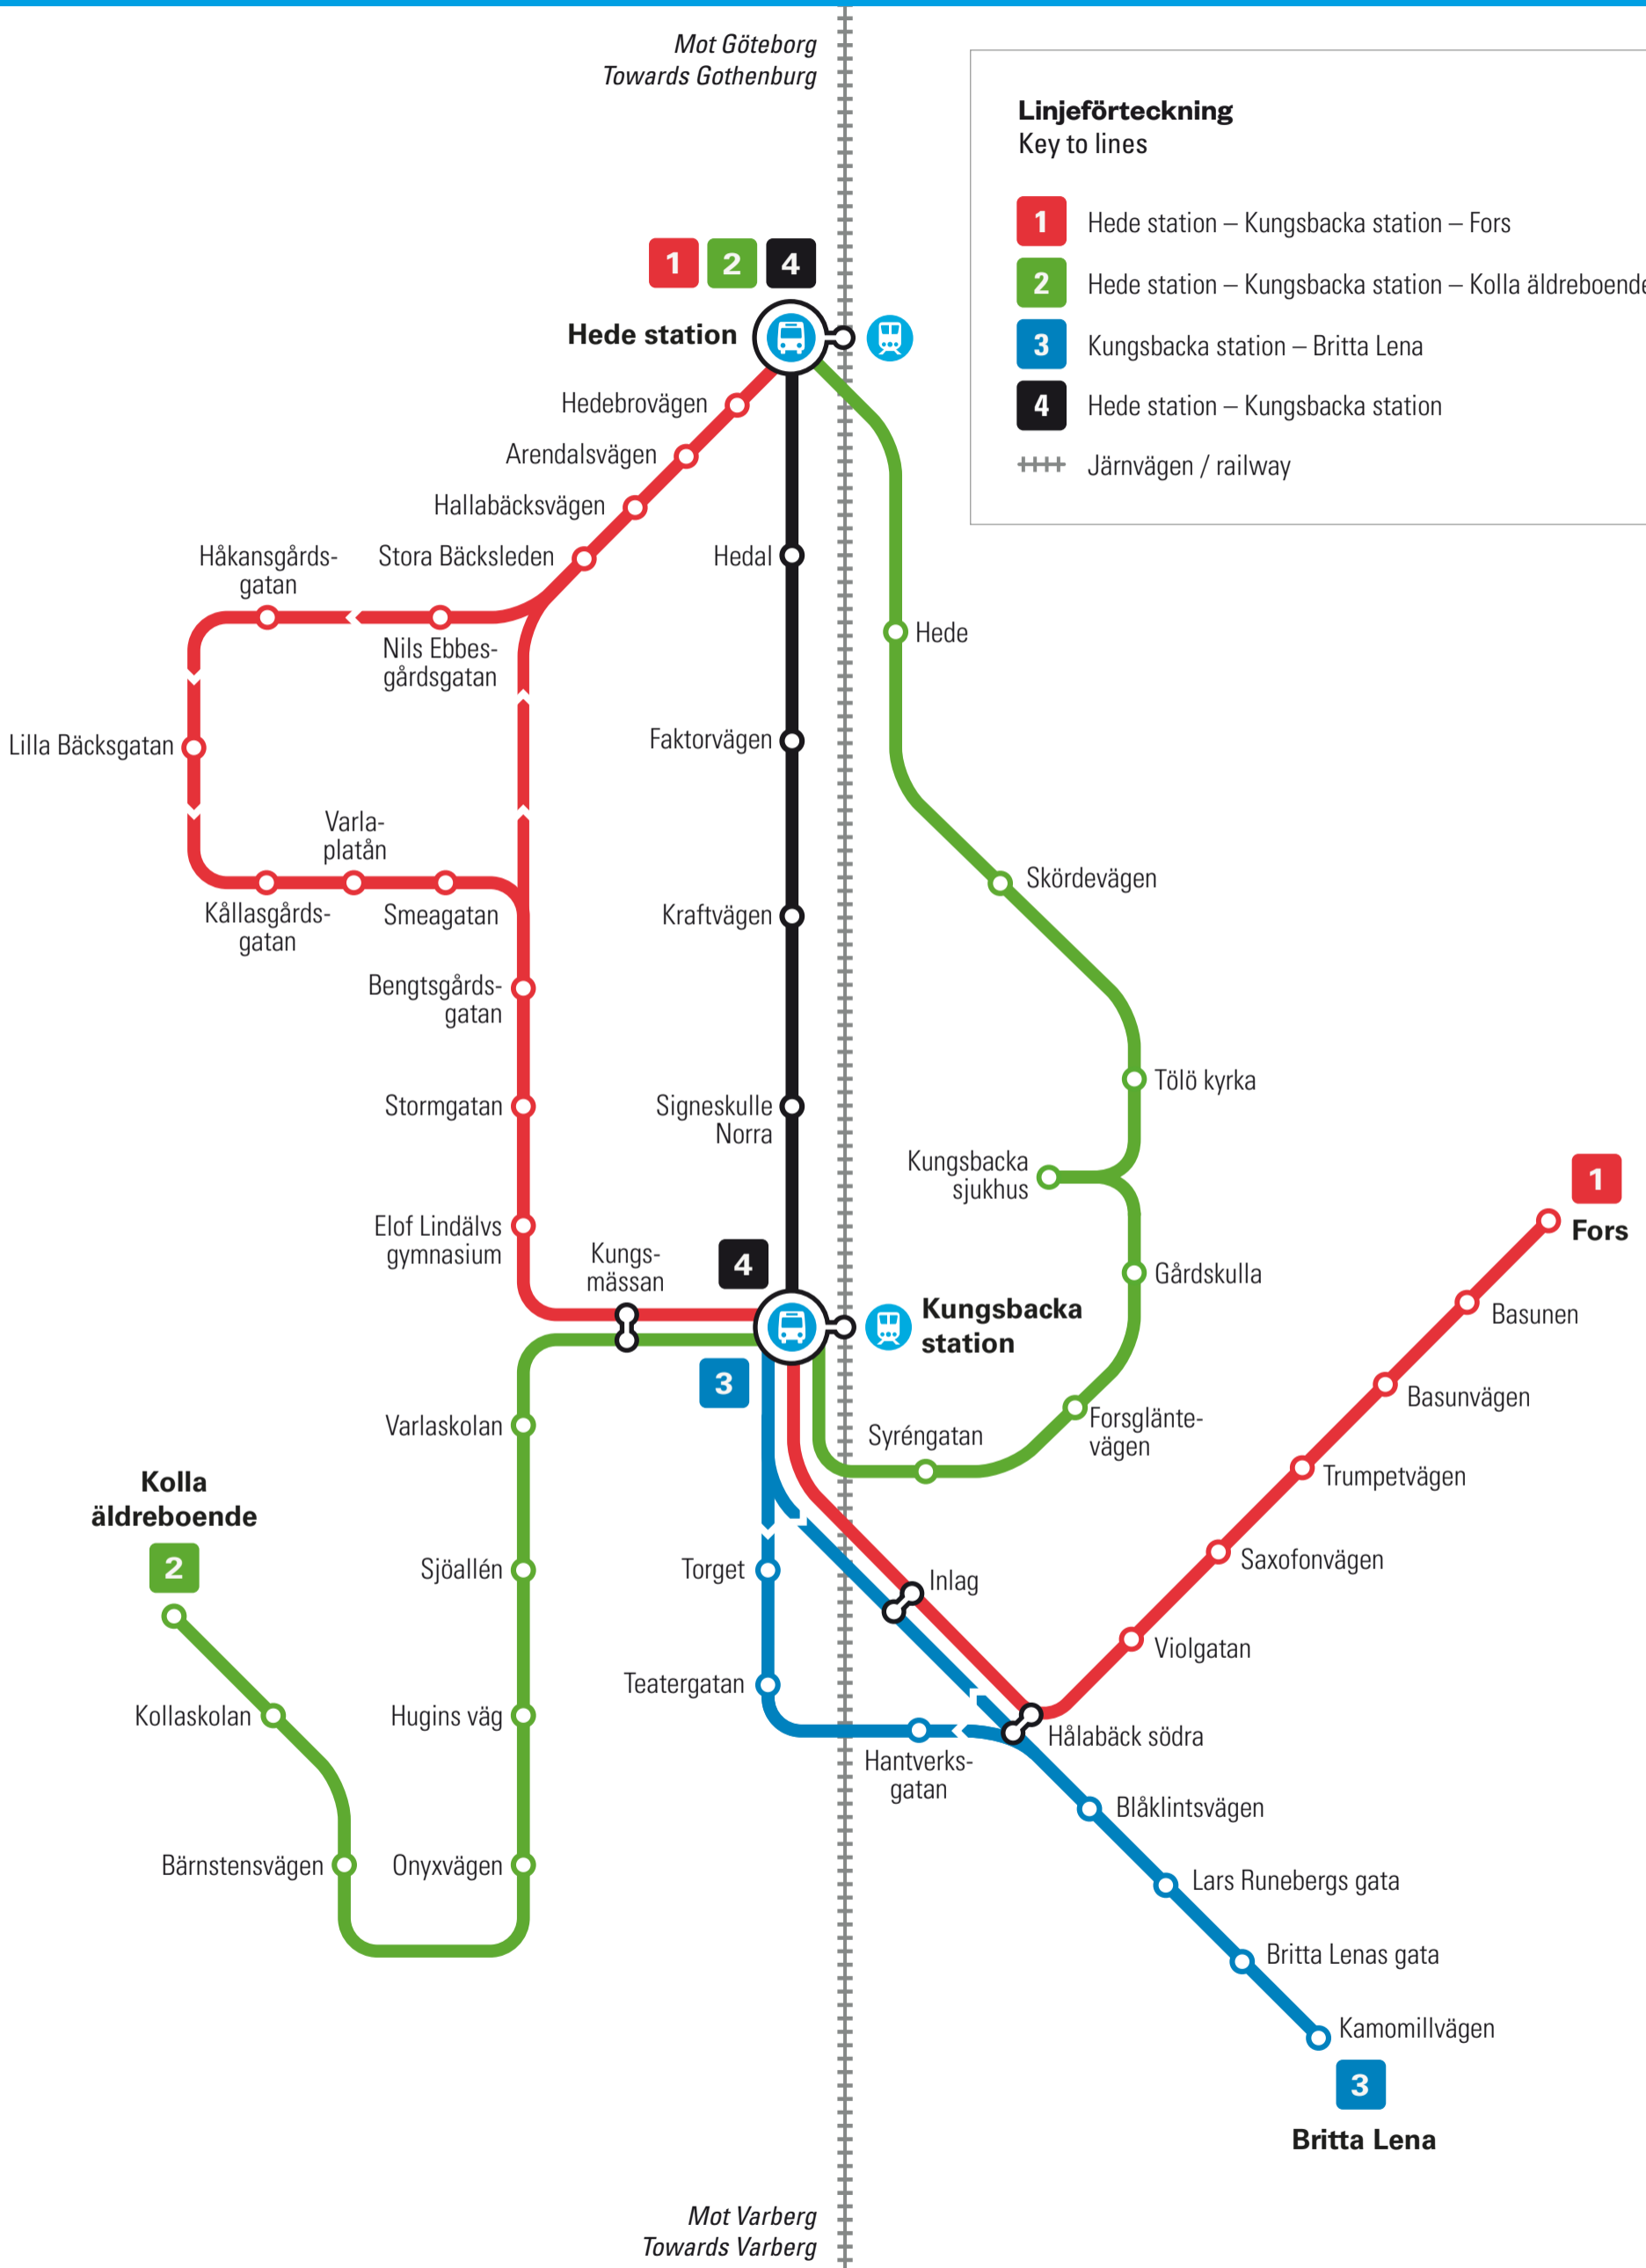 Mot Göteborg
Towards Gothenburg
Linjeförteckning
Key to lines
1 Hede station – Kungsbacka station – Fors
2 Hede station – Kungsbacka station – Kolla äldreboende
3 Kungsbacka station – Britta Lena
4 Hede station – Kungsbacka station
Järnvägen / railway
1 2 4
Hede station
Hedebrovägen
Arendalsvägen
Hallabäcksvägen
Stora Bäcksleden
Håkansgårds-
gatan
Nils Ebbes-
gårdsgatan
Lilla Bäcksgatan
Varla-
platån
Kållasgårds-
gatan
Smeagatan
Bengtsgårds-
gatan
Stormgatan
Elof Lindälvs
gymnasium
Kungs-
mässan
Hedal
Faktorvägen
Kraftvägen
Signeskulle
Norra
4
Hede
Skördevägen
Tölö kyrka
Kungsbacka
sjukhus
Gårdskulla
Forsgläntе-
vägen
Syréngatan
Kungsbacka
station
3
1
Fors
Basunen
Basunvägen
Trumpetvägen
Saxofonvägen
Violgatan
Inlag
Hålabäck södra
Varlaskolan
Sjöallén
Hugins väg
Onyxvägen
Bärnstensvägen
Kollaskolan
Kolla
äldreboende
2
Torget
Teatergatan
Hantverks-
gatan
Blåklintsvägen
Lars Runebergs gata
Britta Lenas gata
Kamomillvägen
3
Britta Lena
Mot Varberg
Towards Varberg